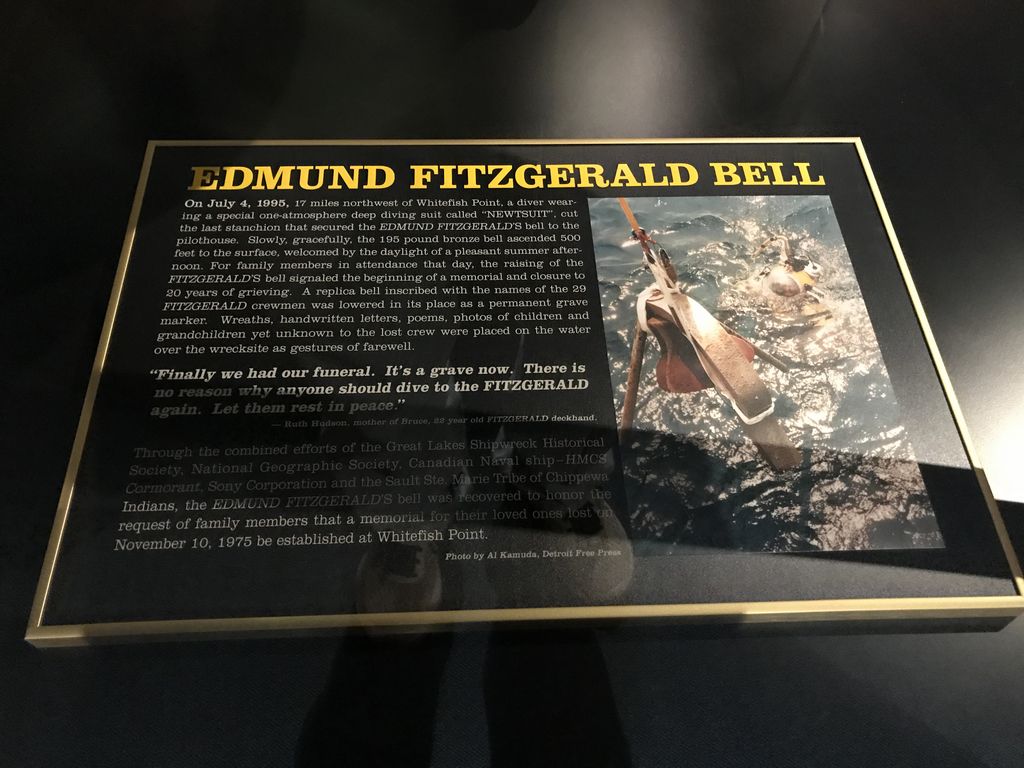 EDMUND FITZGERALD BELL
On July 4, 1995, 17 miles northwest of Whitefish Point, a diver wear-
ing a special one-atmosphere deep diving suit called "NEWTSUIT", cut
the last stanchion that secured the EDMUND FITZGERALD'S bell to the
pilothouse. Slowly, gracefully, the 195 pound bronze bell ascended 500
feet to the surface, welcomed by the daylight of a pleasant summer after-
noon. For family members in attendance that day, the raising of the
FITZGERALD'S bell signaled the beginning of a memorial and closure to
20 years of grieving. A replica bell inscribed with the names of the 29
FITZGERALD crewmen was lowered in its place as a permanent grave
marker. Wreaths, handwritten letters, poems, photos of children and
grandchildren yet unknown to the lost crew were placed on the water
over the wrecksite as gestures of farewell.
"Finally we had our funeral. It's a grave now. There is
no reason why anyone should dive to the FITZGERALD
again. Let them rest in peace."
— Ruth Hudson, mother of Bruce, 22 year old FITZGERALD deckhand.
Through the combined efforts of the Great Lakes Shipwreck Historical
Society, National Geographic Society, Canadian Naval ship–HMCS
Cormorant, Sony Corporation and the Sault Ste. Marie Tribe of Chippewa
Indians, the EDMUND FITZGERALD'S bell was recovered to honor the
request of family members that a memorial for their loved ones lost on
November 10, 1975 be established at Whitefish Point.
Photo by Al Kamuda, Detroit Free Press